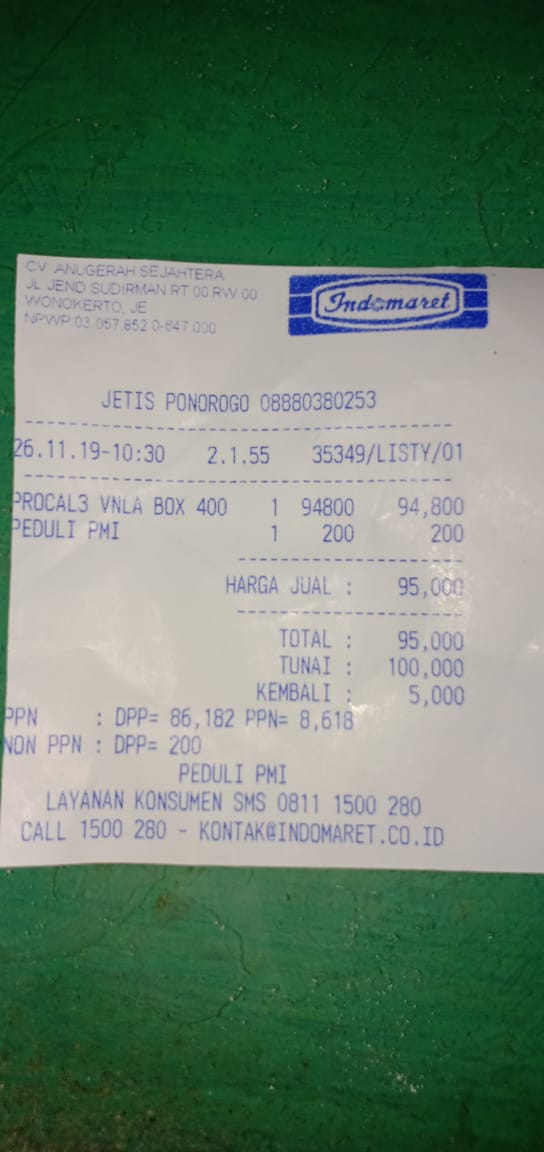 CV. ANUGERAH SEJAHTERA
JL JEND SUDIRMAN RT 00 RW 00
WONOKERTO, JE
NPWP:03.057.852.0-647.000
Indomaret
JETIS PONOROGO 08880380253
26.11.19-10:30 2.1.55 35349/LISTY/01
PROCAL3 VNLA BOX 400 1 94800 94,800
PEDULI PMI 1 200 200
HARGA JUAL : 95,000
TOTAL : 95,000
TUNAI : 100,000
KEMBALI : 5,000
PPN : DPP= 86,182 PPN= 8,618
NON PPN : DPP= 200
PEDULI PMI
LAYANAN KONSUMEN SMS 0811 1500 280
CALL 1500 280 - KONTAK@INDOMARET.CO.ID